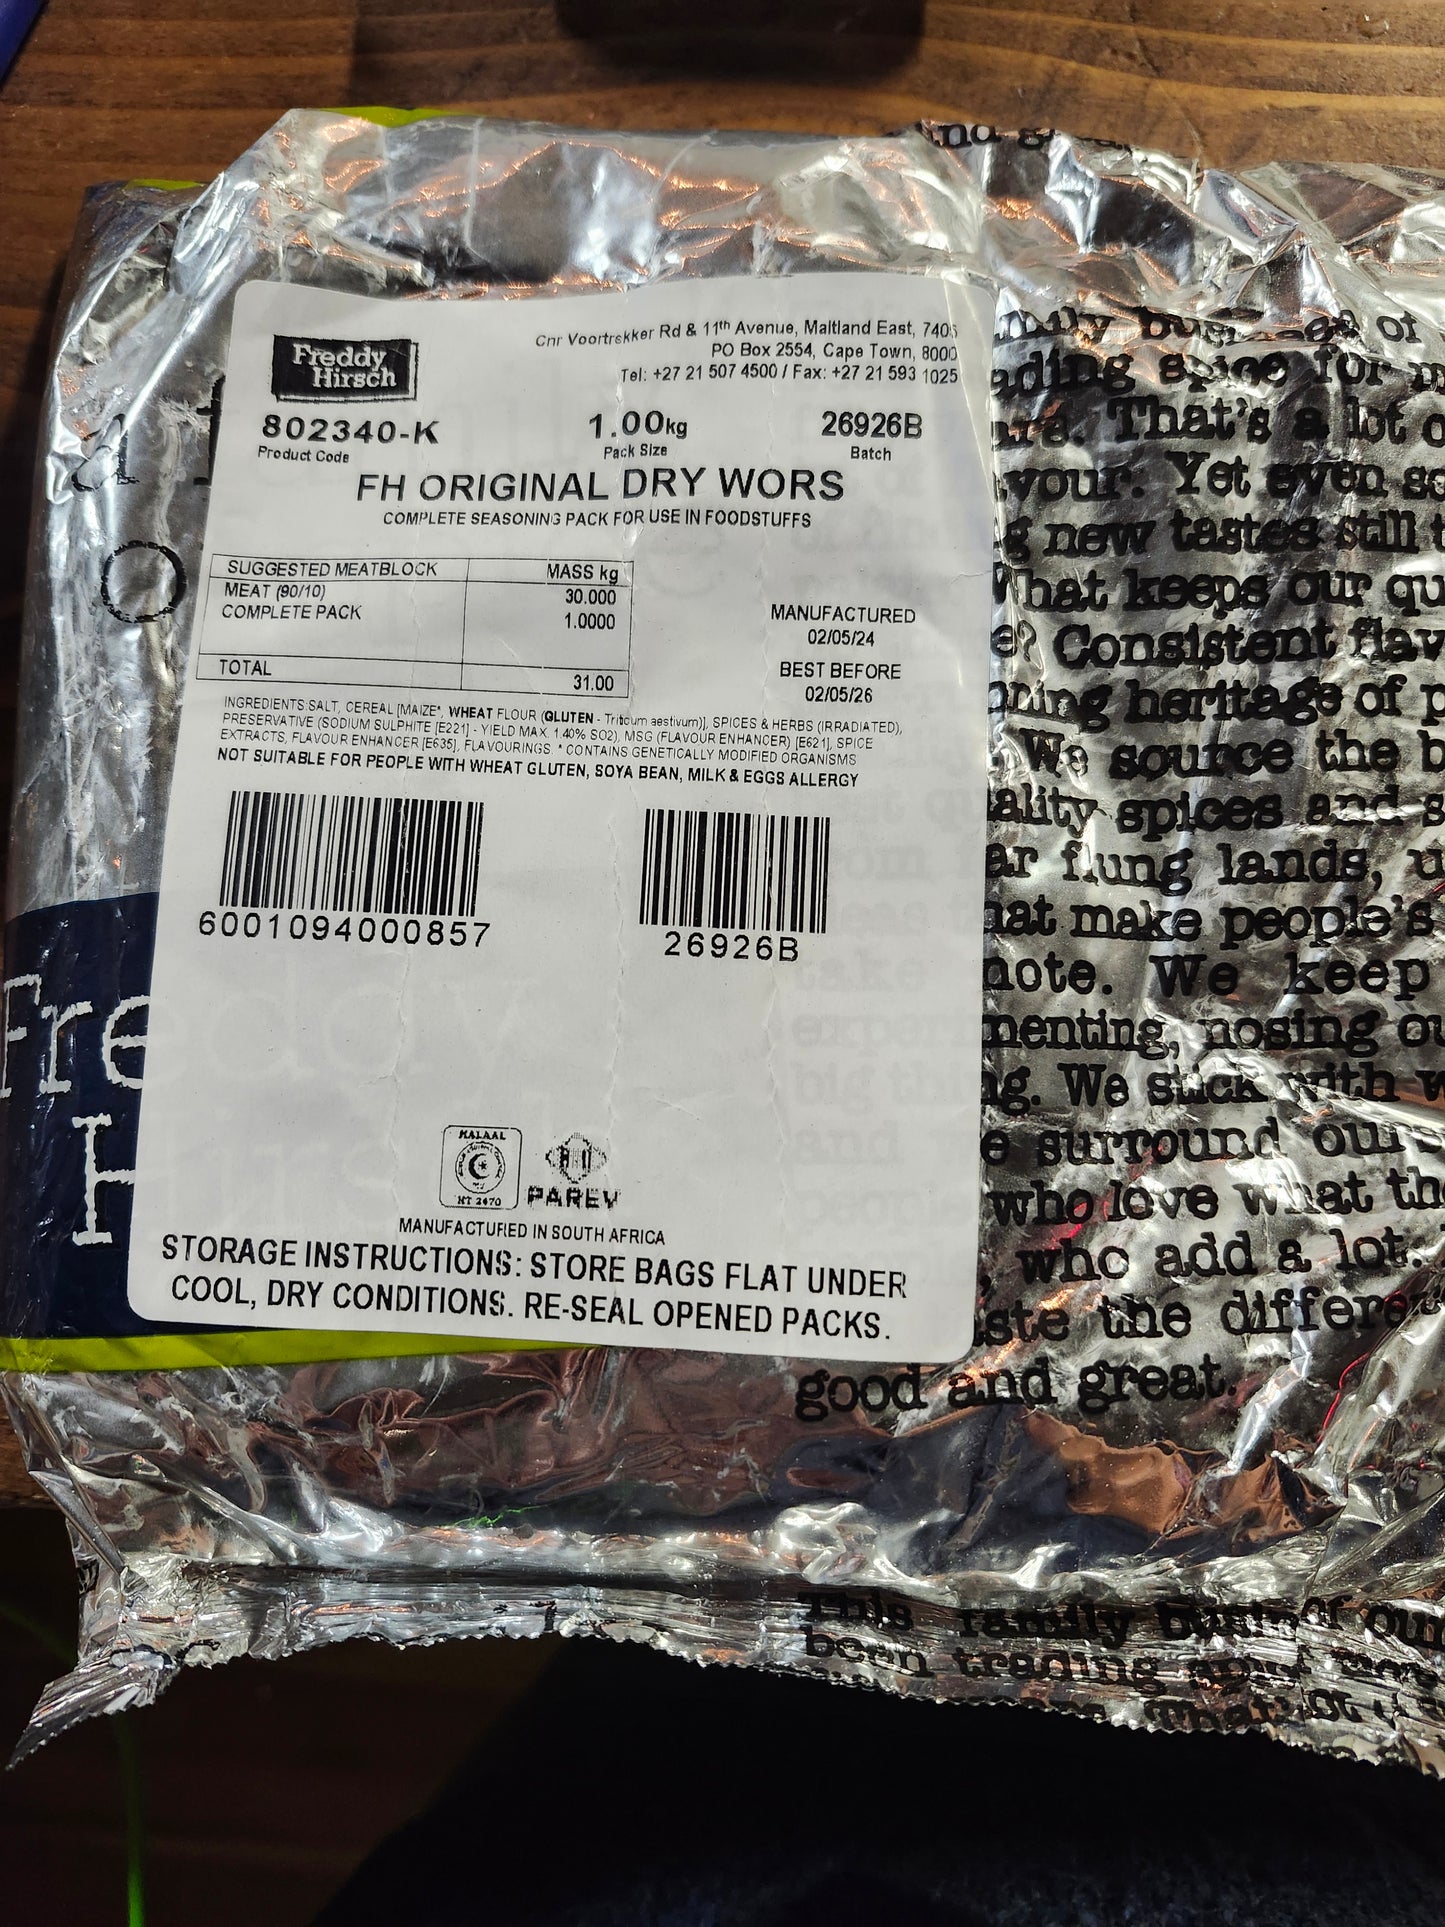 Freddy
Hirsch
Cnr Voortrekker Rd & 11th Avenue, Maitland East, 7405
PO Box 2554, Cape Town, 8000
Tel: +27 21 507 4500 / Fax: +27 21 593 1025
802340-K
Product Code
1.00kg
Pack Size
26926B
Batch
FH ORIGINAL DRY WORS
COMPLETE SEASONING PACK FOR USE IN FOODSTUFFS
SUGGESTED MEATBLOCK MASS kg
MEAT (90/10) 30.000
COMPLETE PACK 1.0000
TOTAL 31.00
MANUFACTURED
02/05/24
BEST BEFORE
02/05/26
INGREDIENTS:SALT, CEREAL [MAIZE*, WHEAT FLOUR (GLUTEN - Triticum aestivum)], SPICES & HERBS (IRRADIATED),
PRESERVATIVE (SODIUM SULPHITE [E221] - YIELD MAX 1.40% SO2), MSG (FLAVOUR ENHANCER) [E621], SPICE
EXTRACTS, FLAVOUR ENHANCER [E635], FLAVOURINGS. * CONTAINS GENETICALLY MODIFIED ORGANISMS
NOT SUITABLE FOR PEOPLE WITH WHEAT GLUTEN, SOYA BEAN, MILK & EGGS ALLERGY
6001094000857
26926B
HALAAL
HT 2470
PAREV
MANUFACTURED IN SOUTH AFRICA
STORAGE INSTRUCTIONS: STORE BAGS FLAT UNDER
COOL, DRY CONDITIONS. RE-SEAL OPENED PACKS.
of
spice for
That's a lot
Yet even
new tastes still
What keeps our
Consistent
heritage of
We source the
spices and
flung lands,
that make people's
note. We keep
nosing
We stick with
surround
who love what
who add a lot.
the
good and great.
This family
been trading